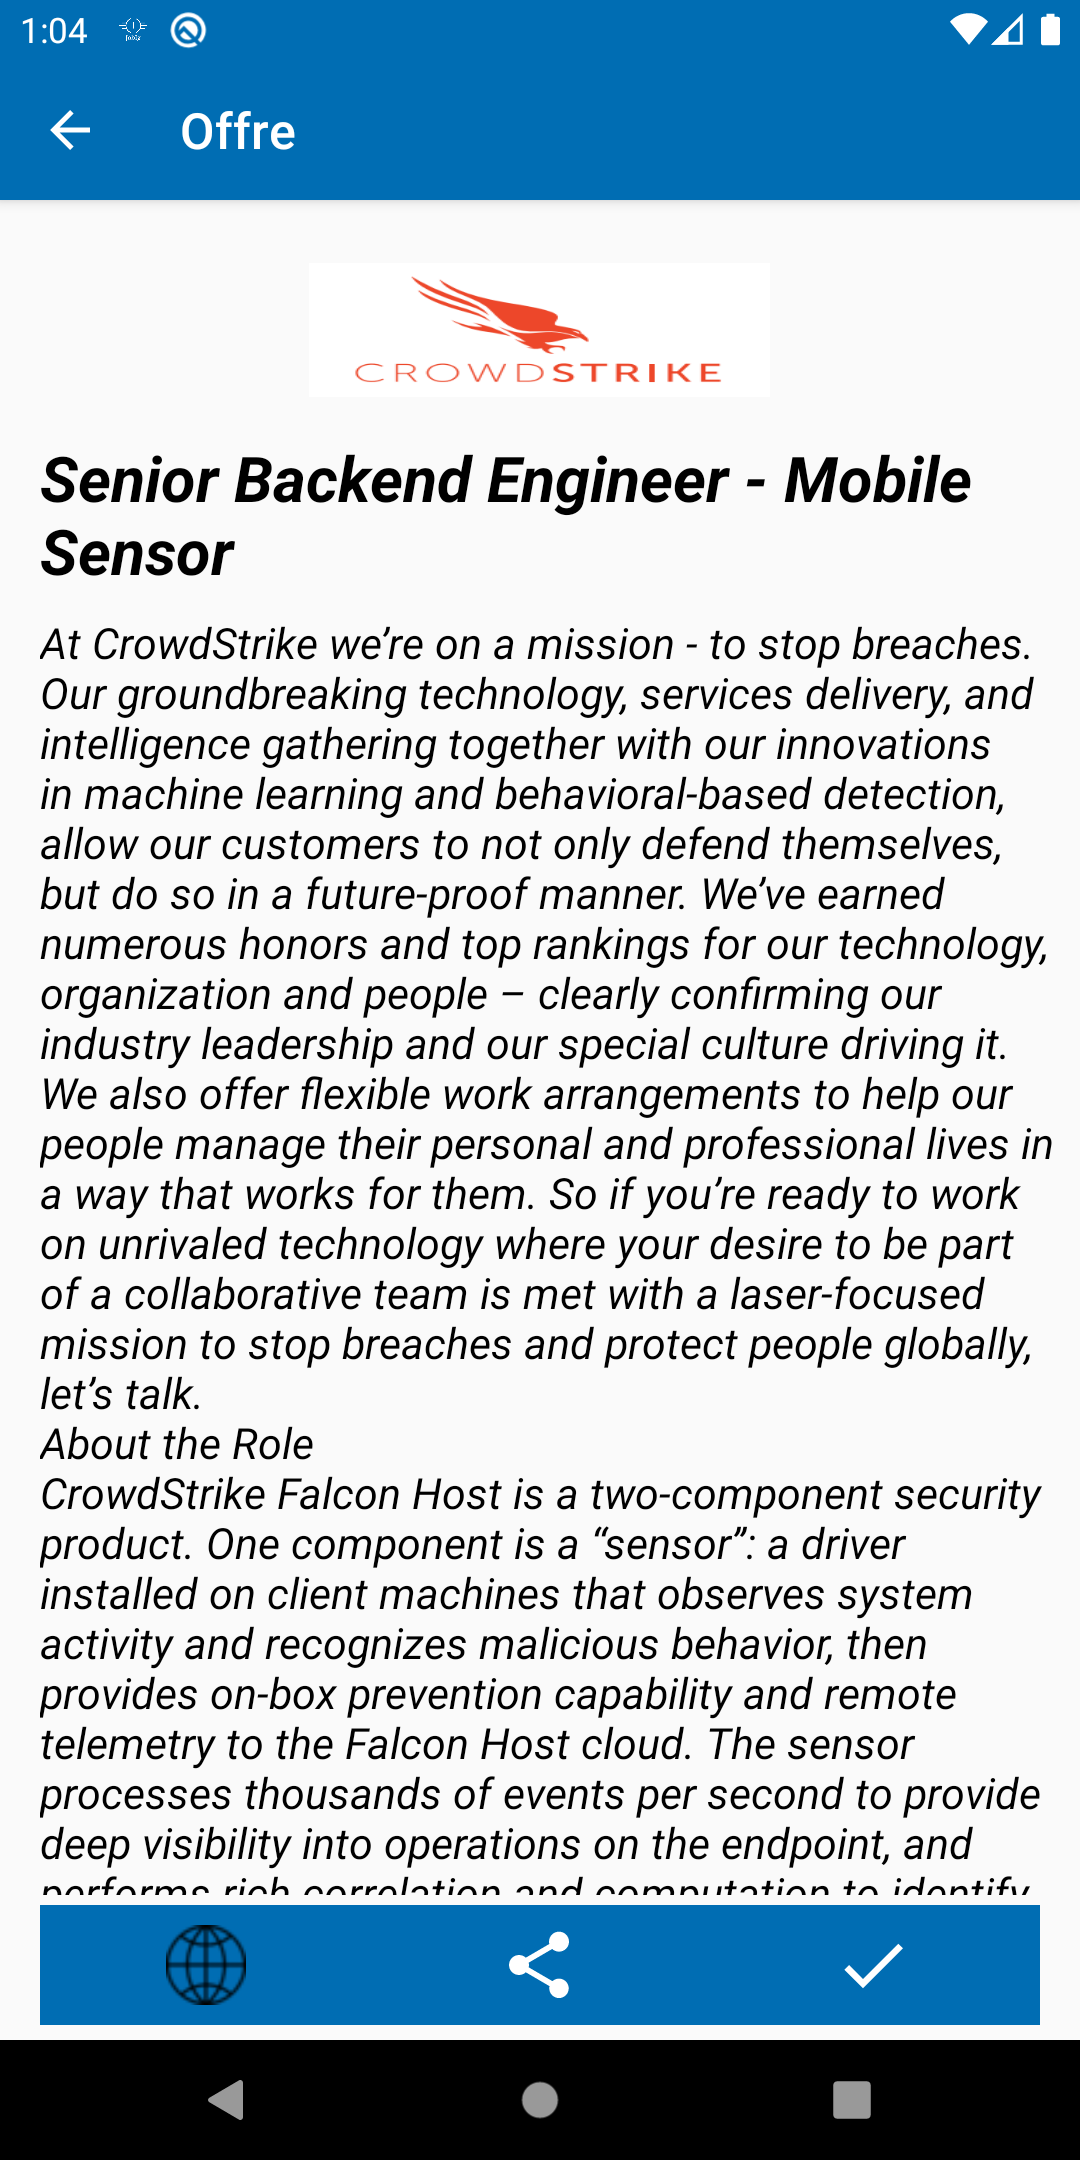 1:04
Offre
CROWDSTRIKE
Senior Backend Engineer - Mobile
Sensor
At CrowdStrike we’re on a mission - to stop breaches.
Our groundbreaking technology, services delivery, and
intelligence gathering together with our innovations
in machine learning and behavioral-based detection,
allow our customers to not only defend themselves,
but do so in a future-proof manner. We’ve earned
numerous honors and top rankings for our technology,
organization and people – clearly confirming our
industry leadership and our special culture driving it.
We also offer flexible work arrangements to help our
people manage their personal and professional lives in
a way that works for them. So if you’re ready to work
on unrivaled technology where your desire to be part
of a collaborative team is met with a laser-focused
mission to stop breaches and protect people globally,
let’s talk.
About the Role
CrowdStrike Falcon Host is a two-component security
product. One component is a “sensor”: a driver
installed on client machines that observes system
activity and recognizes malicious behavior, then
provides on-box prevention capability and remote
telemetry to the Falcon Host cloud. The sensor
processes thousands of events per second to provide
deep visibility into operations on the endpoint, and
performs rich correlation and computation to identify